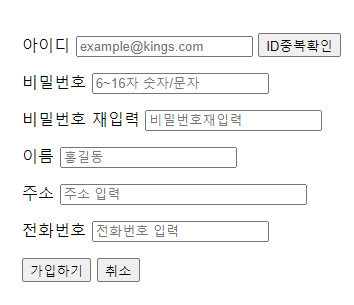 아이디 example@kings.com ID중복확인
비밀번호 6~16자 숫자/문자
비밀번호 재입력 비밀번호재입력
이름 홍길동
주소 주소 입력
전화번호 전화번호 입력
가입하기 취소